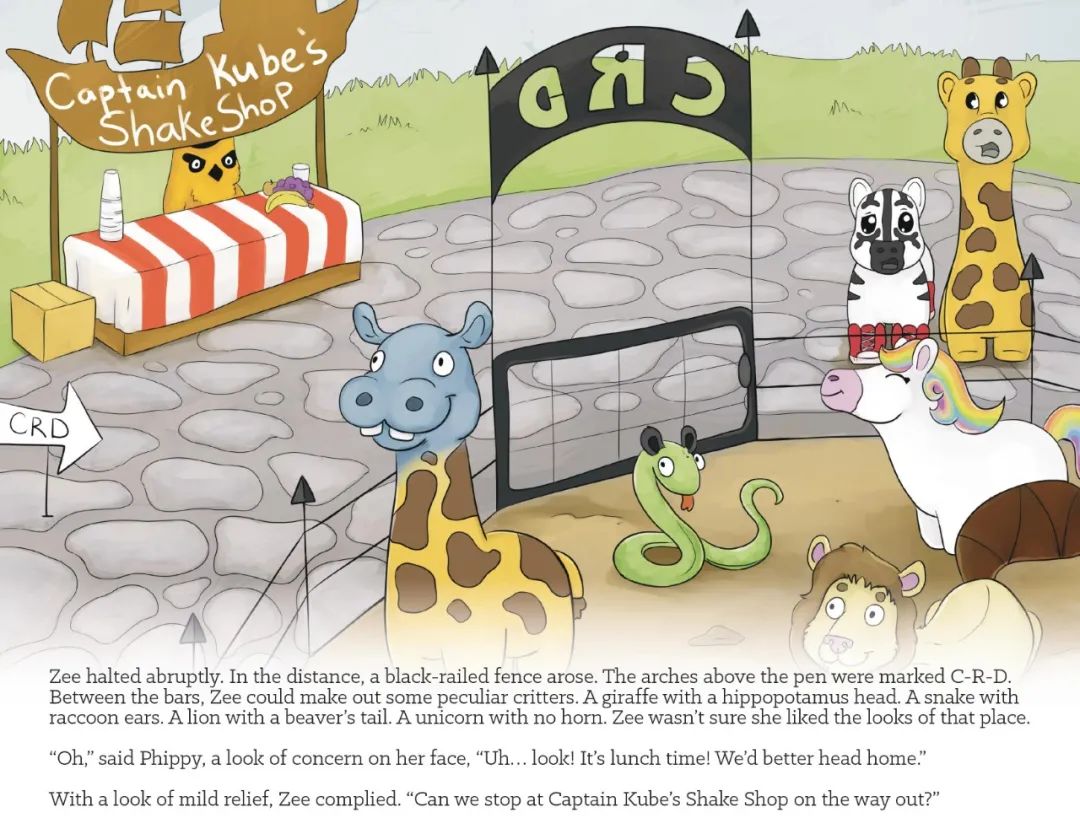 Captain Kube's
Shake Shop
CRD
CRD
Zee halted abruptly. In the distance, a black-railed fence arose. The arches above the pen were marked C-R-D.
Between the bars, Zee could make out some peculiar critters. A giraffe with a hippopotamus head. A snake with
raccoon ears. A lion with a beaver's tail. A unicorn with no horn. Zee wasn't sure she liked the looks of that place.
“Oh,” said Phippy, a look of concern on her face, “Uh… look! It's lunch time! We'd better head home.”
With a look of mild relief, Zee complied. “Can we stop at Captain Kube's Shake Shop on the way out?”